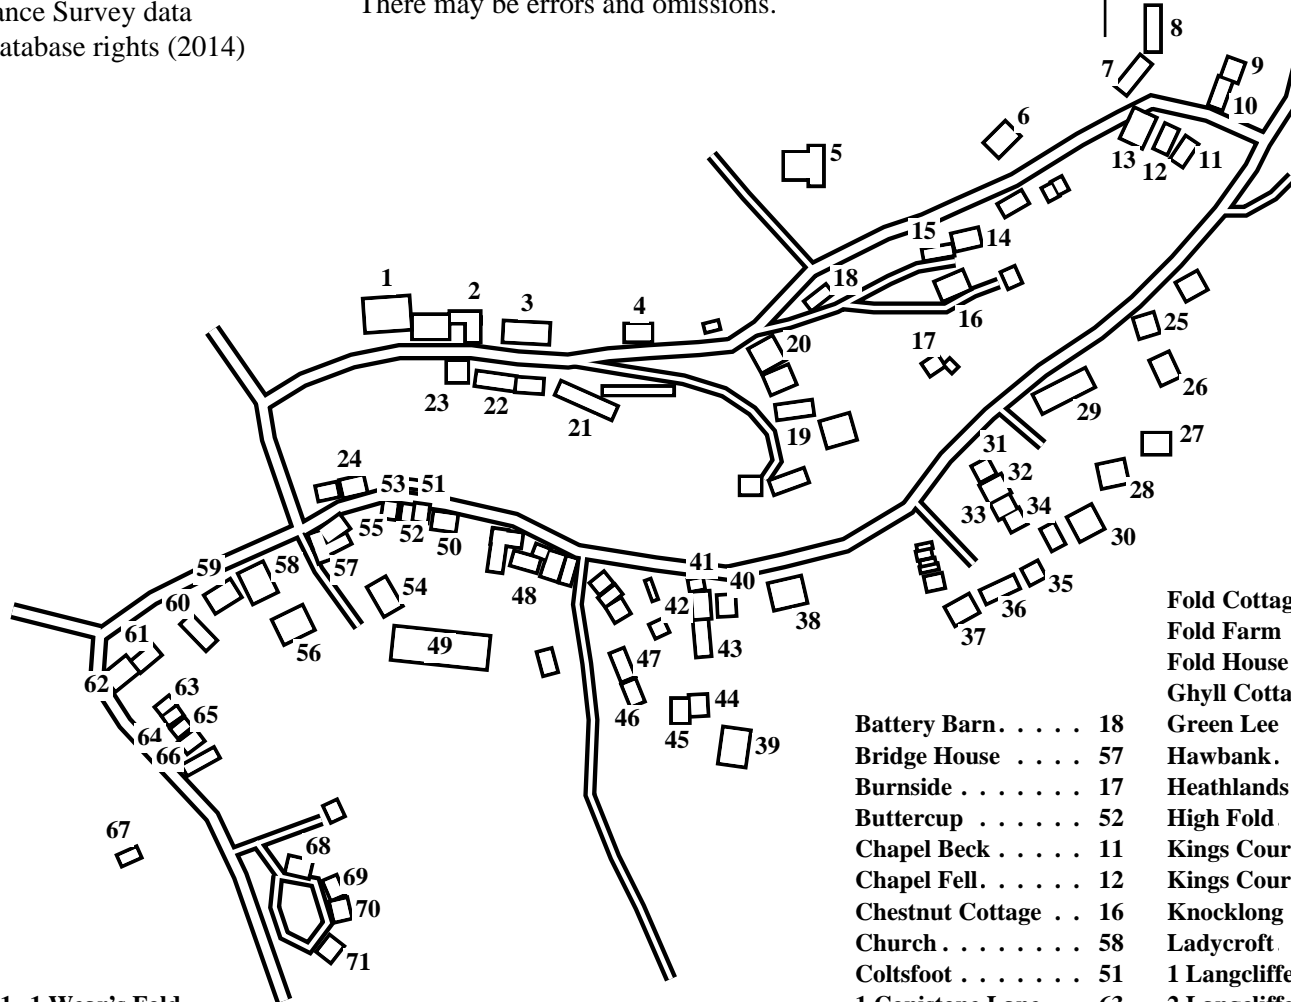 ance Survey data
atabase rights (2014)
There may be errors and omissions.
8
7
9
10
6
13
12
11
5
15
14
18
16
1
2
3
4
17
20
25
26
23
22
21
19
29
27
31
32
28
33
34
30
24
53
51
55
52
50
59
58
57
54
48
41
40
42
38
35
36
37
60
61
56
49
43
47
62
63
46
44
45
39
64
65
66
67
68
69
70
71
Battery Barn. . . . . 18
Bridge House . . . . 57
Burnside . . . . . . . 17
Buttercup . . . . . . 52
Chapel Beck . . . . . 11
Chapel Fell. . . . . . 12
Chestnut Cottage . . 16
Church . . . . . . . . 58
Coltsfoot . . . . . . . 51
Fold Cottag
Fold Farm
Fold House
Ghyll Cotta
Green Lee
Hawbank.
Heathlands
High Fold.
Kings Cour
Kings Cour
Knocklong
Ladycroft.
1 Langcliffe